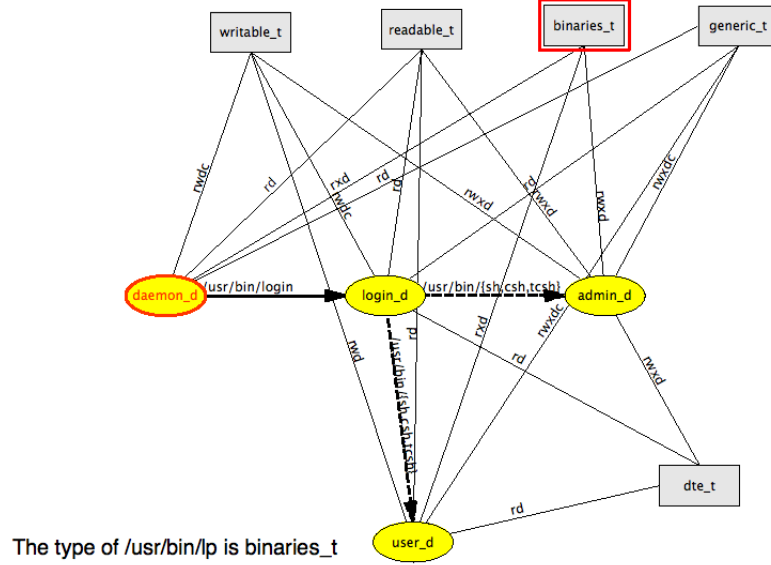 writable_t
readable_t
binaries_t
generic_t
rwdc
rd
rxd
rd
rwdc
rd
rwxd
rd
rwxd
rwxd
rwxdc
daemon_d
/usr/bin/login
login_d
/usr/bin/{sh,csh,tcsh}
admin_d
rwd
/usr/bin/{sh,csh,tcsh}
rd
rxd
rwxdc
rd
rwxd
dte_t
rd
user_d
The type of /usr/bin/lp is binaries_t